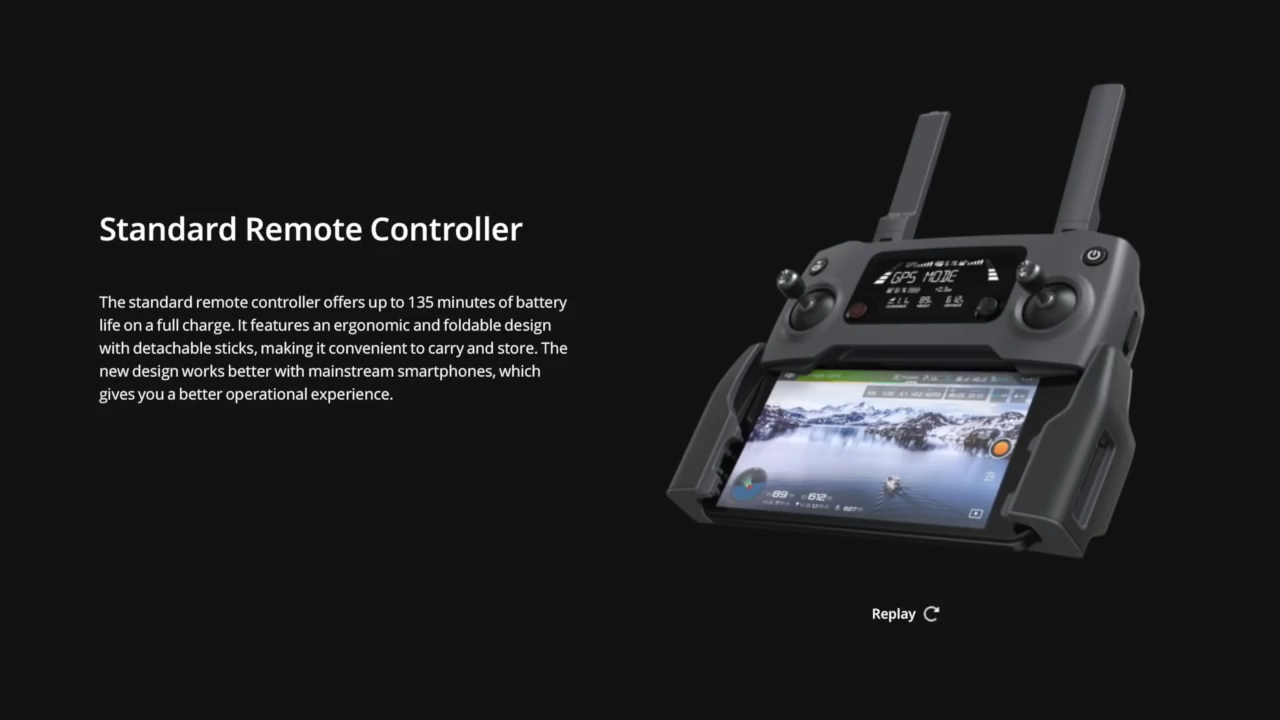 Standard Remote Controller
The standard remote controller offers up to 135 minutes of battery
life on a full charge. It features an ergonomic and foldable design
with detachable sticks, making it convenient to carry and store. The
new design works better with mainstream smartphones, which
gives you a better operational experience.
GPS MODE
89 612
Replay